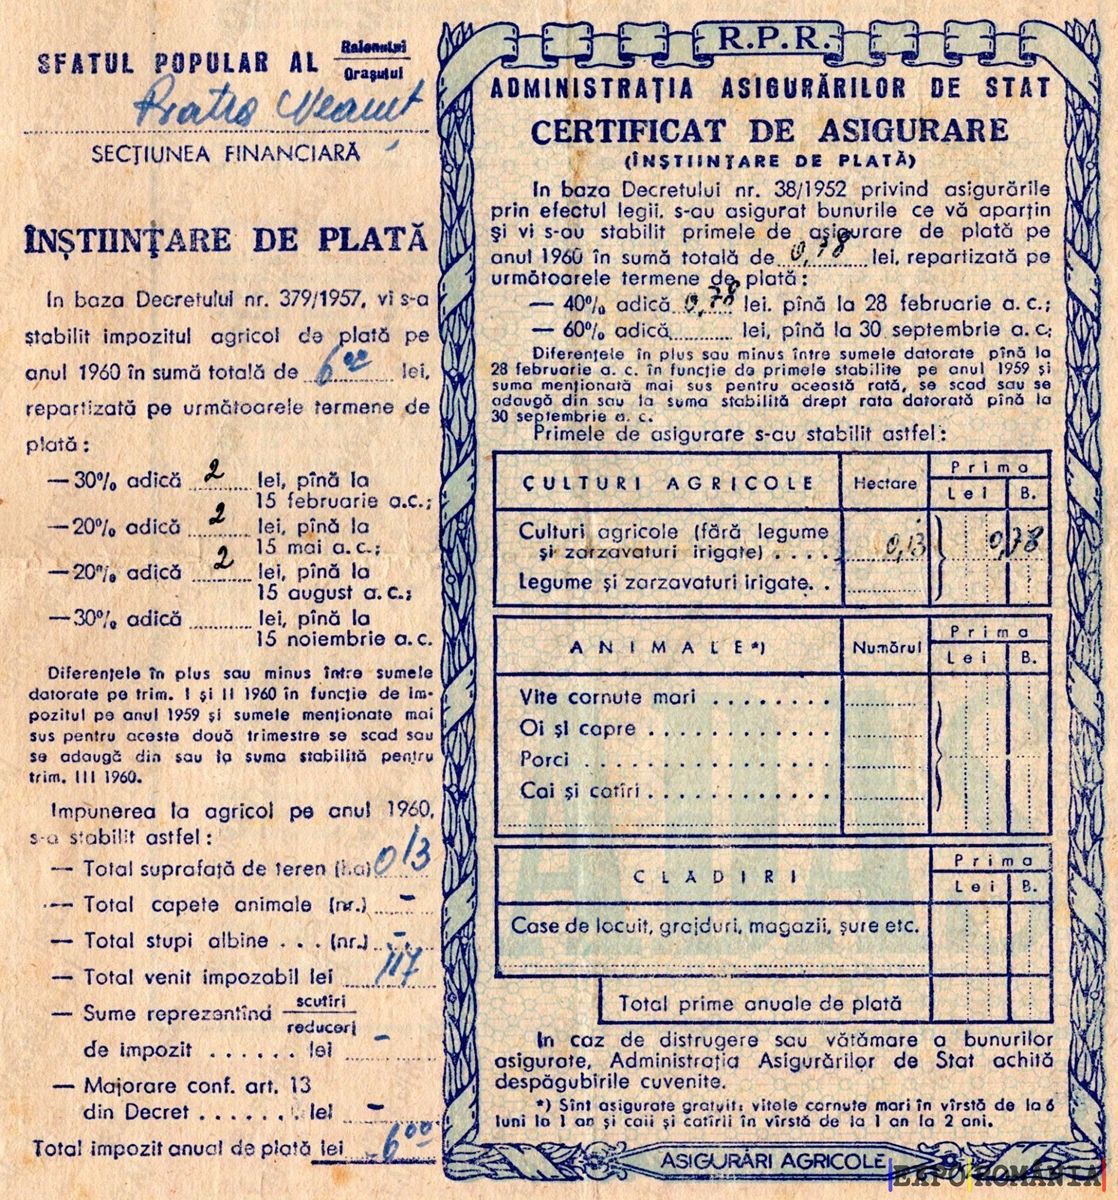 SFATUL POPULAR AL Raionului
Orașului
Piatra Neamț
SECȚIUNEA FINANCIARĂ
ÎNȘTIINȚARE DE PLATĂ
In baza Decretului nr. 379/1957, vi s-a
stabilit impozitul agricol de plată pe
anul 1960 în sumă totală de 6 00 lei,
repartizată pe următoarele termene de
plată :
— 30% adică 2 lei, pînă la
15 februarie a.c.;
— 20% adică 2 lei, pînă la
15 mai a. c.;
— 20% adică 2 lei, pînă la
15 august a. c.;
— 30% adică lei, pînă la
15 noiembrie a. c.
Diferențele în plus sau minus între sumele
datorate pe trim. I și II 1960 în funcție de im-
pozitul pe anul 1959 și sumele menționate mai
sus pentru aceste două trimestre se scad sau
se adaugă din sau la suma stabilită pentru
trim. III 1960.
Impunerea la agricol pe anul 1960,
s-a stabilit astfel :
— Total suprafață de teren (ha) 0,13
— Total capete animale (nr.) —
— Total stupi albine . . . (nr.) —
— Total venit impozabil lei 117
— Sume reprezentînd scutiri
reduceri
de impozit . . . . . . lei —
— Majorare conf. art. 13
din Decret . . . . . . lei —
Total impozit anual de plată lei 6 00
R.P.R.
ADMINISTRAȚIA ASIGURĂRILOR DE STAT
CERTIFICAT DE ASIGURARE
(ÎNȘTIINȚARE DE PLATĂ)
In baza Decretului nr. 38/1952 privind asigurările
prin efectul legii, s-au asigurat bunurile ce vă aparțin
și vi s-au stabilit primele de asigurare de plată pe
anul 1960 în sumă totală de 0,78 lei, repartizată pe
următoarele termene de plată :
— 40% adică 0,78 lei. pînă la 28 februarie a. c.;
— 60% adică lei, pînă la 30 septembrie a. c;
Diferențele în plus sau minus între sumele datorate pînă la
28 februarie a. c. în funcție de primele stabilite pe anul 1959 și
suma menționată mai sus pentru această rată, se scad sau se
adaugă din sau la suma stabilită drept rata datorată pînă la
30 septembrie a. c.
Primele de asigurare s-au stabilit astfel :
CULTURI AGRICOLE Hectare Prima
Lei B.
Culturi agricole (fără legume
și zarzavaturi irigate) . . . . 0,13 0,78
Legume și zarzavaturi irigate. .
ANIMALE*) Numărul Prima
Lei B.
Vite cornute mari . . . . . . . .
Oi și capre . . . . . . . . . . . .
Porci . . . . . . . . . . . . . . .
Cai și catîri . . . . . . . . . . . .
CLĂDIRI Prima
Lei B.
Case de locuit, grajduri, magazii, șure etc.
Total prime anuale de plată
In caz de distrugere sau vătămare a bunurilor
asigurate, Administrația Asigurărilor de Stat achită
despăgubirile cuvenite.
*) Sînt asigurate gratuit: vitele cornute mari în vîrstă de la 6
luni la 1 an și caii și catîrii în vîrstă de la 1 an la 2 ani.
ASIGURĂRI AGRICOLE
EXPO ROMANIA